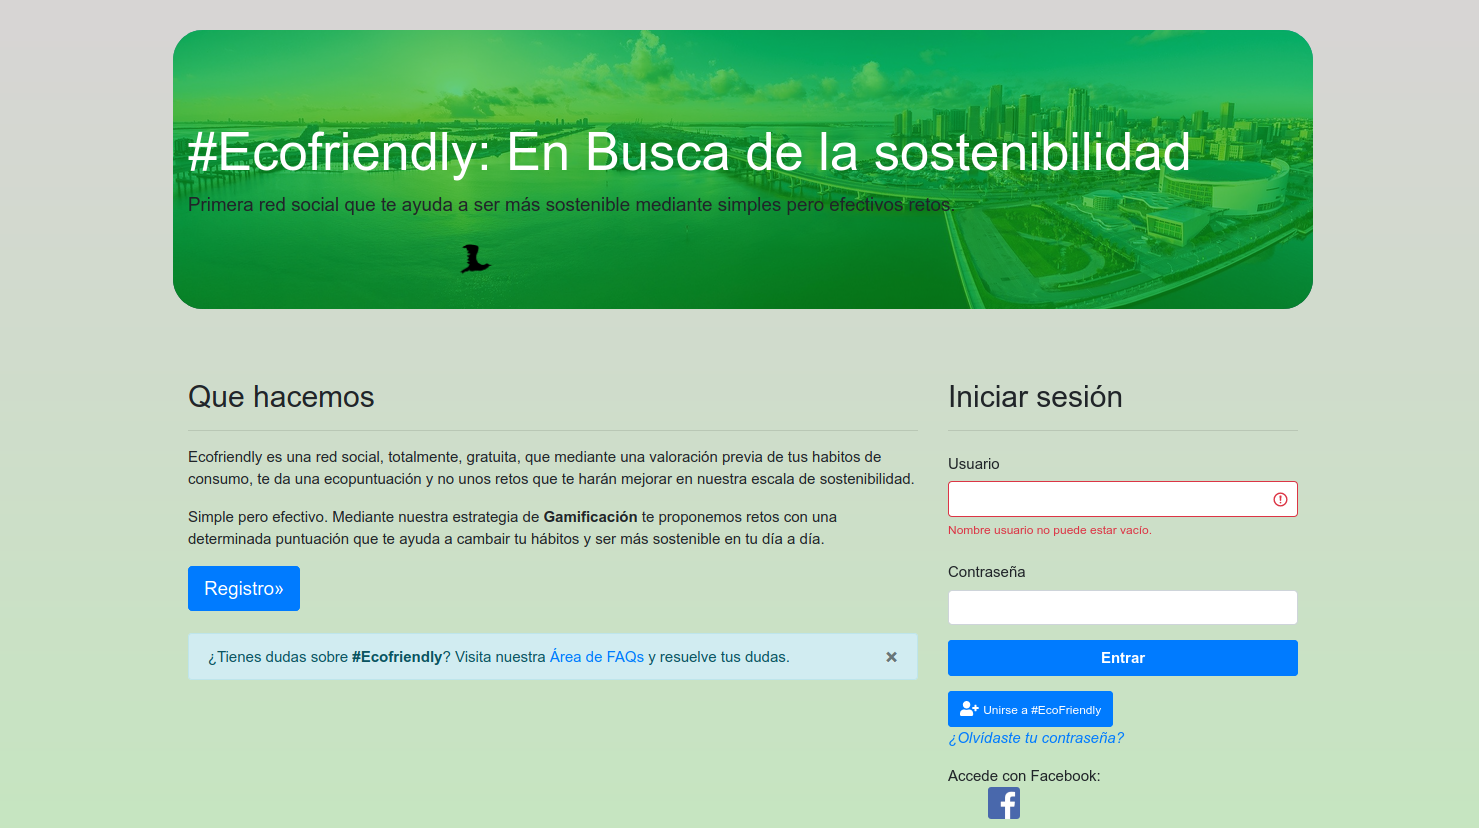 #Ecofriendly: En Busca de la sostenibilidad
Primera red social que te ayuda a ser más sostenible mediante simples pero efectivos retos.
Que hacemos
Ecofriendly es una red social, totalmente, gratuita, que mediante una valoración previa de tus habitos de
consumo, te da una ecopuntuación y no unos retos que te harán mejorar en nuestra escala de sostenibilidad.
Simple pero efectivo. Mediante nuestra estrategia de Gamificación te proponemos retos con una
determinada puntuación que te ayuda a cambair tu hábitos y ser más sostenible en tu día a día.
Registro»
¿Tienes dudas sobre #Ecofriendly? Visita nuestra Área de FAQs y resuelve tus dudas.
×
Iniciar sesión
Usuario
Nombre usuario no puede estar vacío.
Contraseña
Entrar
Unirse a #EcoFriendly
¿Olvídaste tu contraseña?
Accede con Facebook: